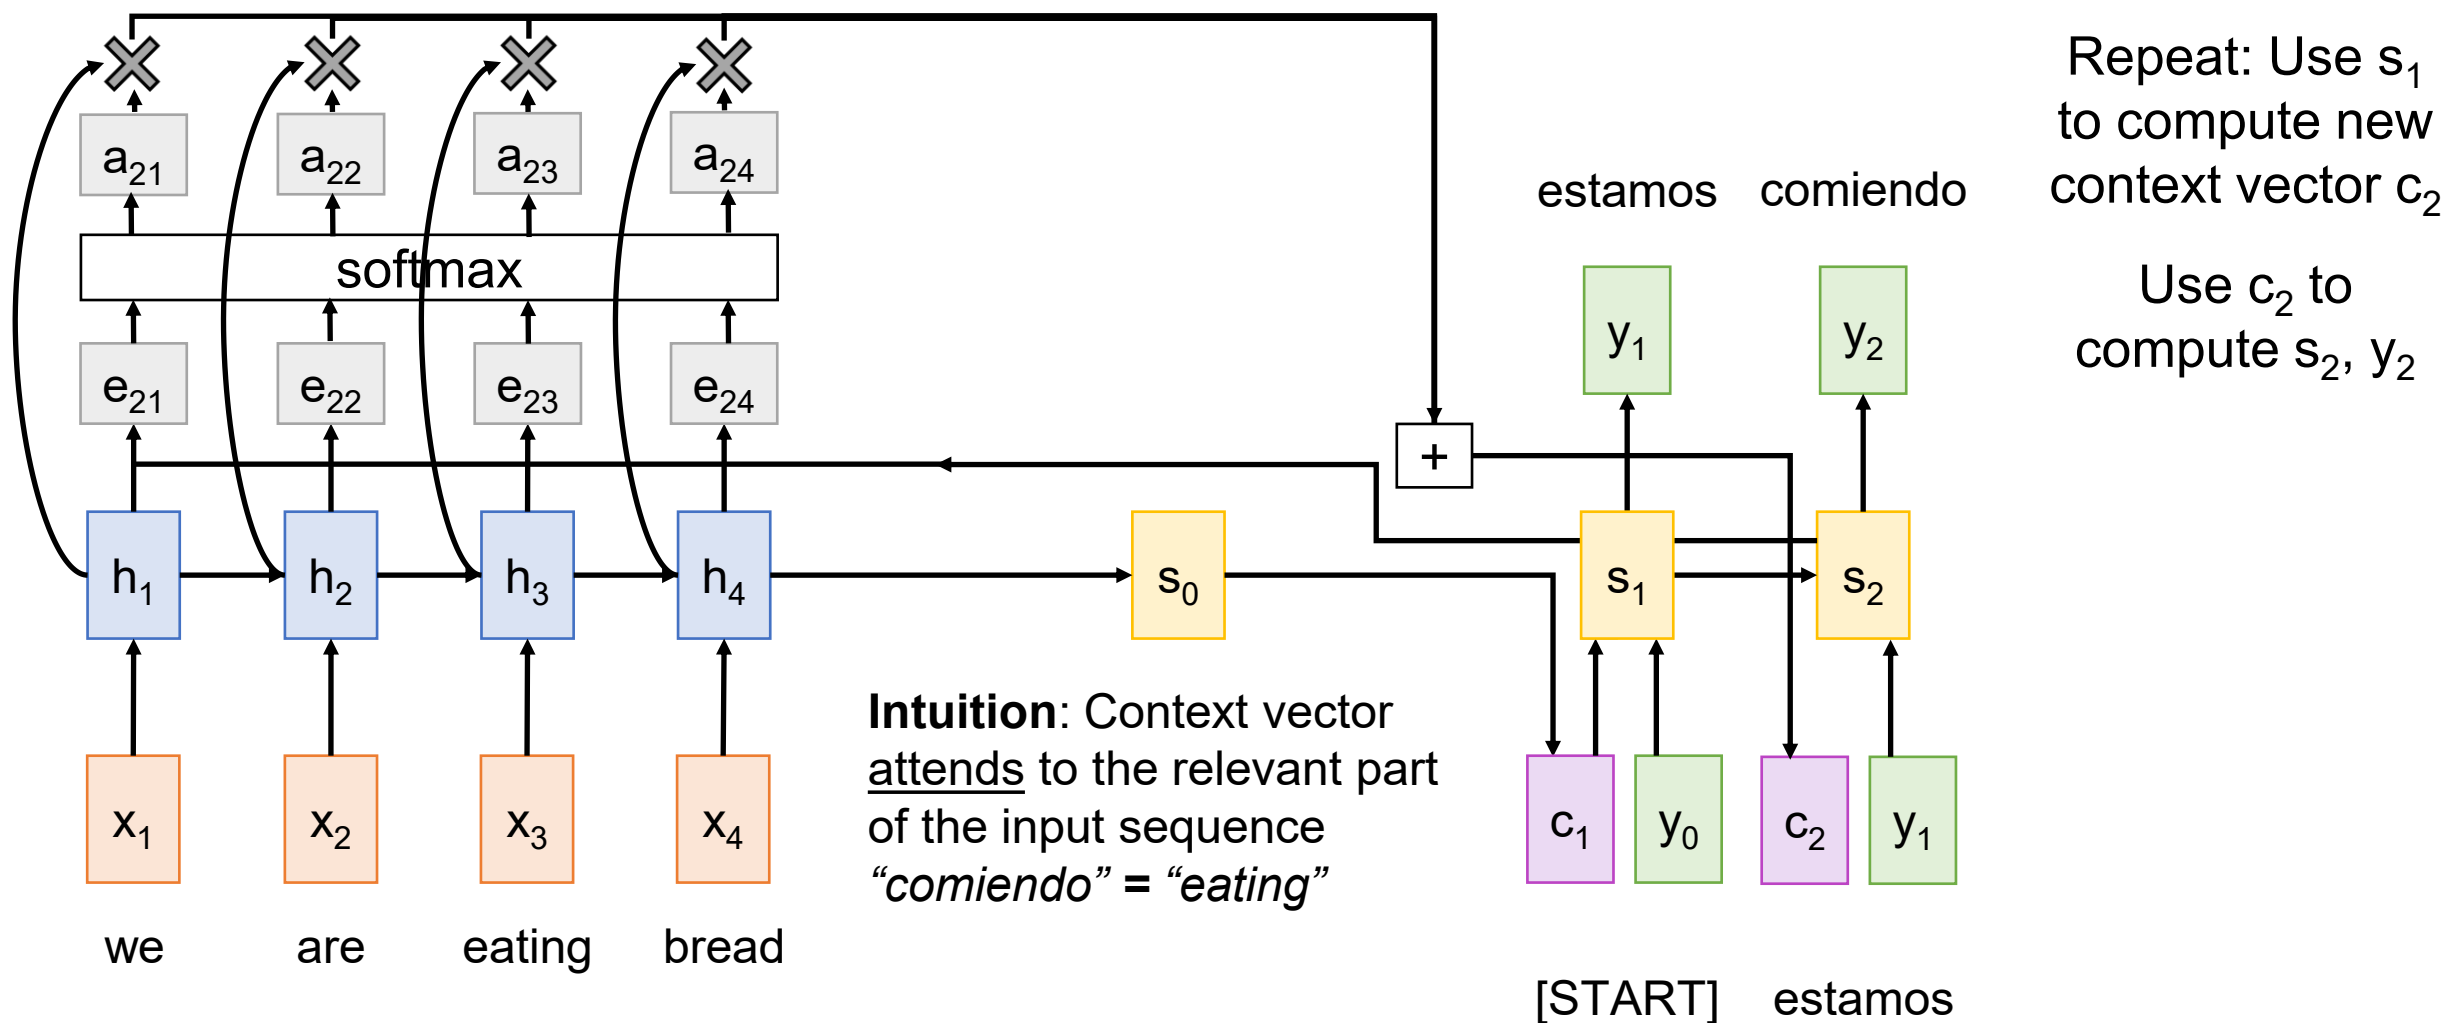 a₂₁ a₂₂ a₂₃ a₂₄
softmax
e₂₁ e₂₂ e₂₃ e₂₄
h₁ h₂ h₃ h₄ s₀ s₁ s₂
x₁ x₂ x₃ x₄
we are eating bread
Intuition: Context vector
attends to the relevant part
of the input sequence
“comiendo” = “eating”
+
estamos comiendo
y₁ y₂
c₁ y₀ c₂ y₁
[START] estamos
Repeat: Use s₁
to compute new
context vector c₂
Use c₂ to
compute s₂, y₂